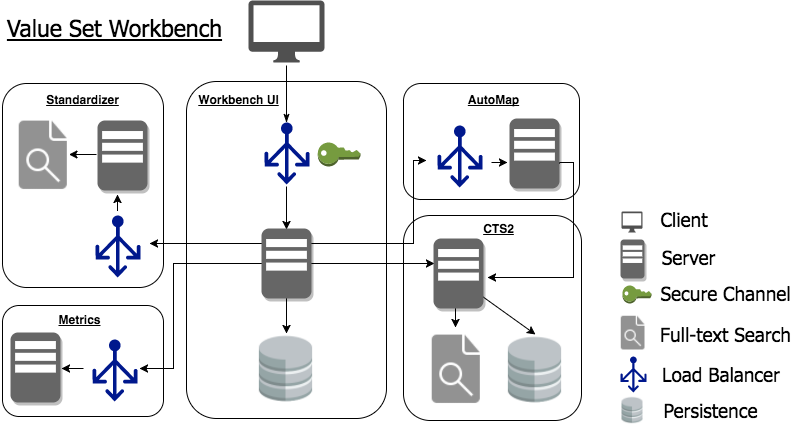 Value Set Workbench
Standardizer
Workbench UI
AutoMap
CTS2
Metrics
Client
Server
Secure Channel
Full-text Search
Load Balancer
Persistence